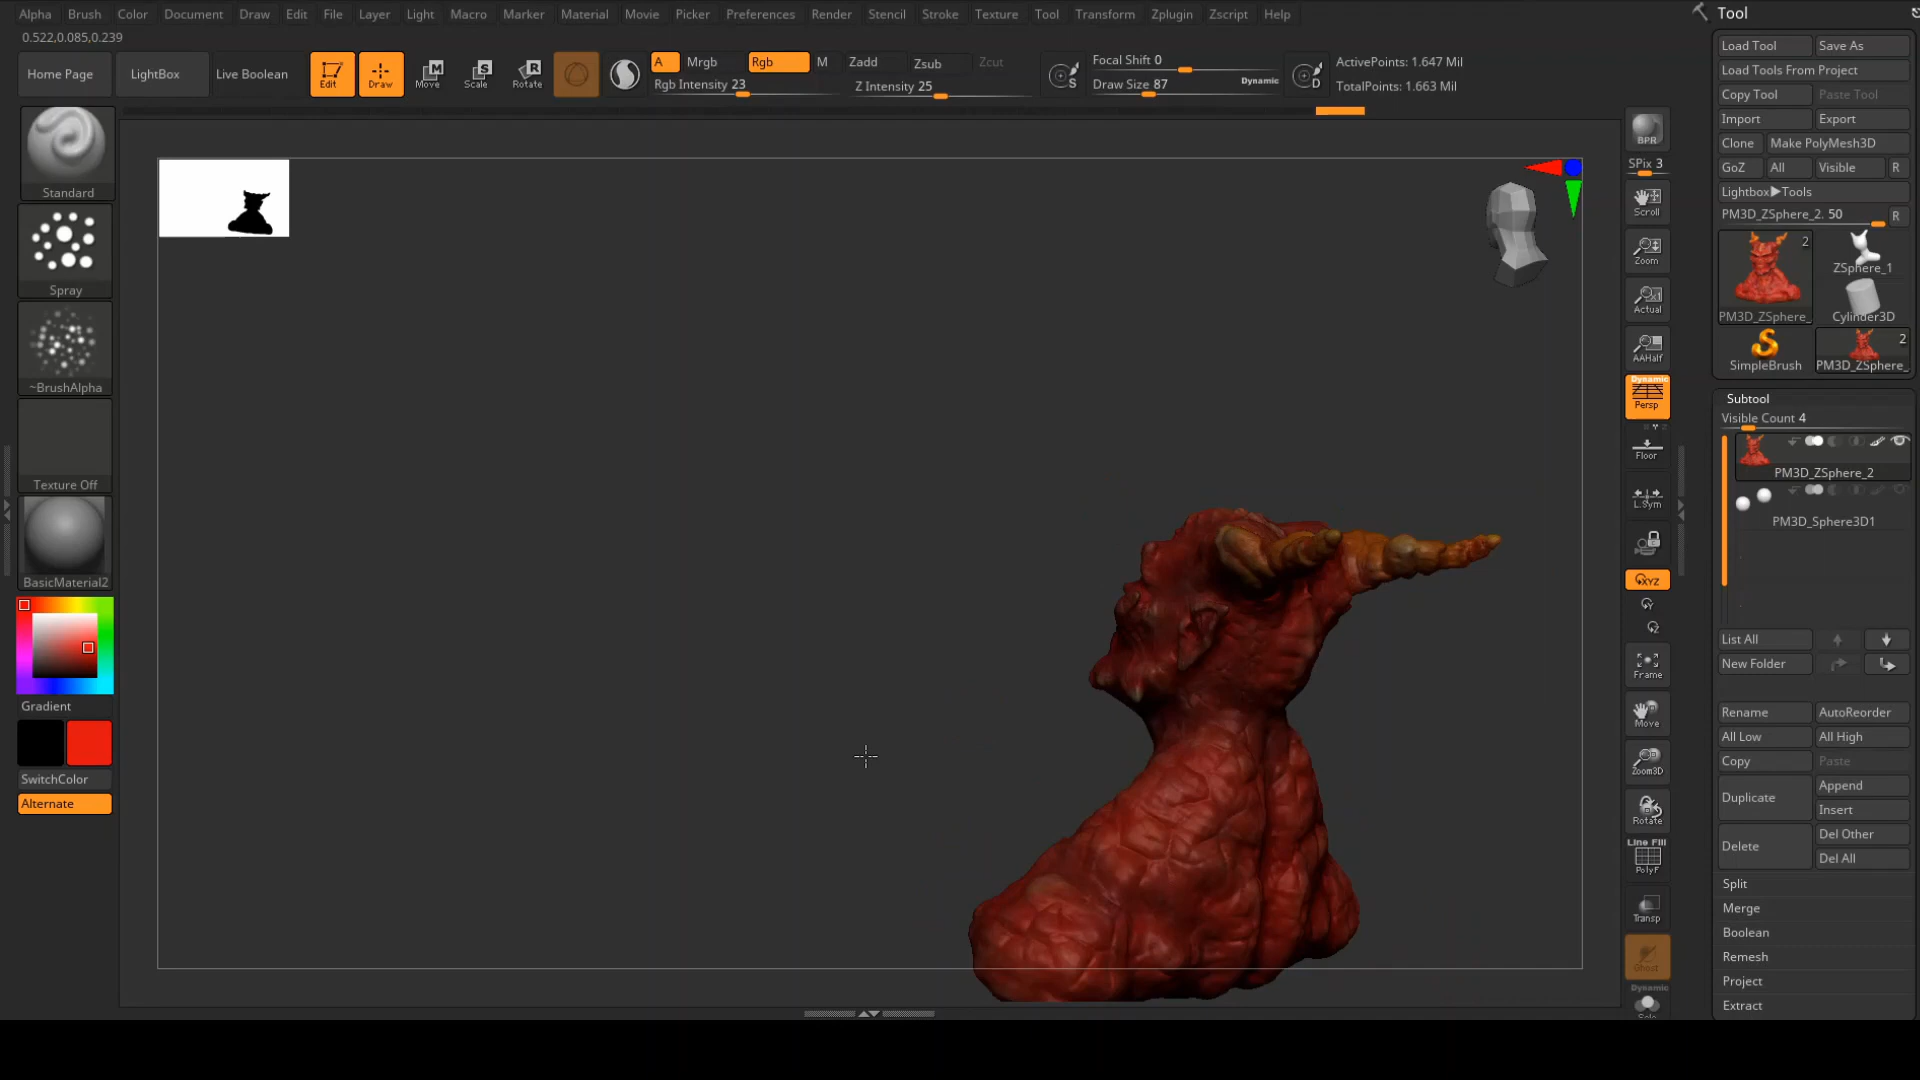 Alpha Brush Color Document Draw Edit File Layer Light Macro Marker Material Movie Picker Preferences Render Stencil Stroke Texture Tool Transform Zplugin Zscript Help
0.522,0.085,0.239
Home Page LightBox Live Boolean Edit Draw Move Scale Rotate
A Mrgb Rgb M Zadd Zsub Zcut
Rgb Intensity 23 Z Intensity 25
Focal Shift 0
Draw Size 87 Dynamic
ActivePoints: 1.647 Mil
TotalPoints: 1.663 Mil
Standard
Spray
~BrushAlpha
Texture Off
BasicMaterial2
Gradient
SwitchColor
Alternate
BPR
SPix 3
Scroll
Zoom
Actual
AAHalf
Dynamic
Persp
Floor
L.Sym
XYZ
Frame
Move
Zoom3D
Rotate
Line Fill
PolyF
Transp
Ghost
Dynamic
Tool
Load Tool Save As
Load Tools From Project
Copy Tool Paste Tool
Import Export
Clone Make PolyMesh3D
GoZ All Visible R
Lightbox▶Tools
PM3D_ZSphere_2. 50 R
2
PM3D_ZSphere_
ZSphere_1
Cylinder3D
SimpleBrush
2
PM3D_ZSphere_
Subtool
Visible Count 4
PM3D_ZSphere_2
PM3D_Sphere3D1
List All
New Folder
Rename AutoReorder
All Low All High
Copy Paste
Duplicate Append
Insert
Delete Del Other
Del All
Split
Merge
Boolean
Remesh
Project
Extract